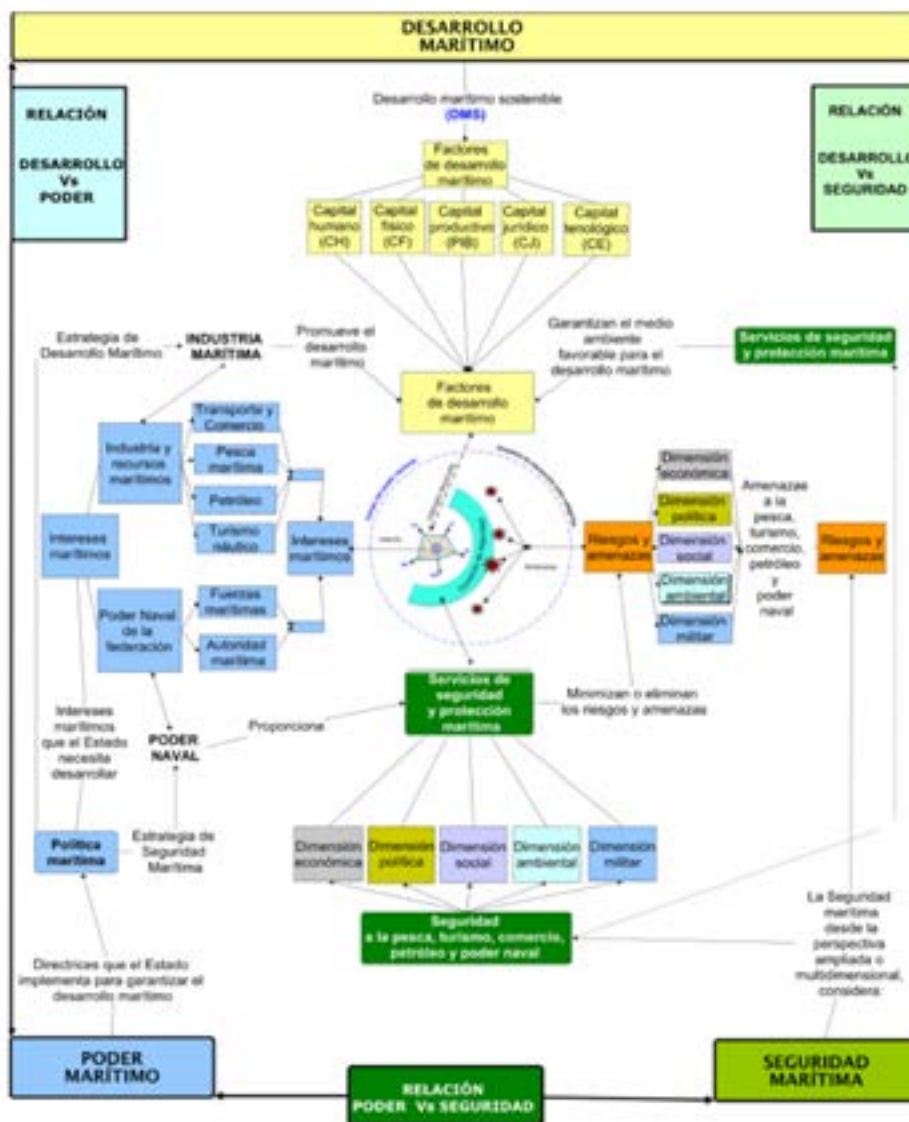 DESARROLLO
MARÍTIMO
RELACIÓN
DESARROLLO
Vs
PODER
RELACIÓN
DESARROLLO
Vs
SEGURIDAD
Desarrollo marítimo sostenible
(DMS)
Factores
de desarrollo
marítimo
Capital
humano
(CH)
Capital
físico
(CF)
Capital
productivo
(PIB)
Capital
jurídico
(CJ)
Capital
tenológico
(CE)
Estrategia de
Desarrollo Marítimo
INDUSTRIA
MARÍTIMA
Promueve el
desarrollo
marítimo
Garantizan el medio
ambiente
favorable para el
desarrollo marítimo
Servicios de seguridad
y protección marítima
Factores
de desarrollo
marítimo
Industria y
recursos
marítimos
Transporte y
Comercio
Pesca
marítima
Petróleo
Turismo
náutico
Intereses
marítimos
Intereses
marítimos
Poder Naval
de la
federación
Fuerzas
marítimas
Autoridad
marítima
Riesgos y
amenazas
Dimensión
económica
Dimensión
política
Dimensión
social
Dimensión
ambiental
Dimensión
militar
Amenazas
a la
pesca,
turismo,
comercio,
petróleo
y
poder
naval
Riesgos y
amenazas
Servicios de
seguridad
y protección
marítima
Minimizan o eliminan
los riesgos y amenazas
Intereses
marítimos
que el Estado
necesita
desarrollar
PODER
NAVAL
Proporciona
Política
marítima
Estrategia de
Seguridad
Marítima
Dimensión
económica
Dimensión
política
Dimensión
social
Dimensión
ambiental
Dimensión
militar
Seguridad
a la pesca, turismo, comercio,
petróleo y poder naval
La Seguridad
marítima
desde la
perspectiva
ampliada o
multidimensional,
considera:
Directrices que el Estado
implementa para garantizar el
desarrollo marítimo
PODER
MARÍTIMO
RELACIÓN
PODER Vs SEGURIDAD
SEGURIDAD
MARÍTIMA